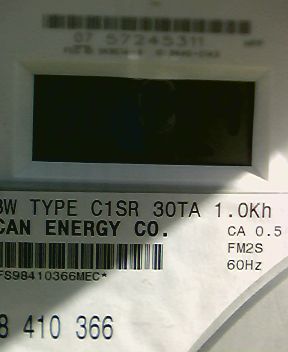 07 57245311
3W TYPE C1SR 30TA 1.0Kh
CAN ENERGY CO.
CA 0.5
FM2S
60Hz
FS98410366MEC*
8 410 366